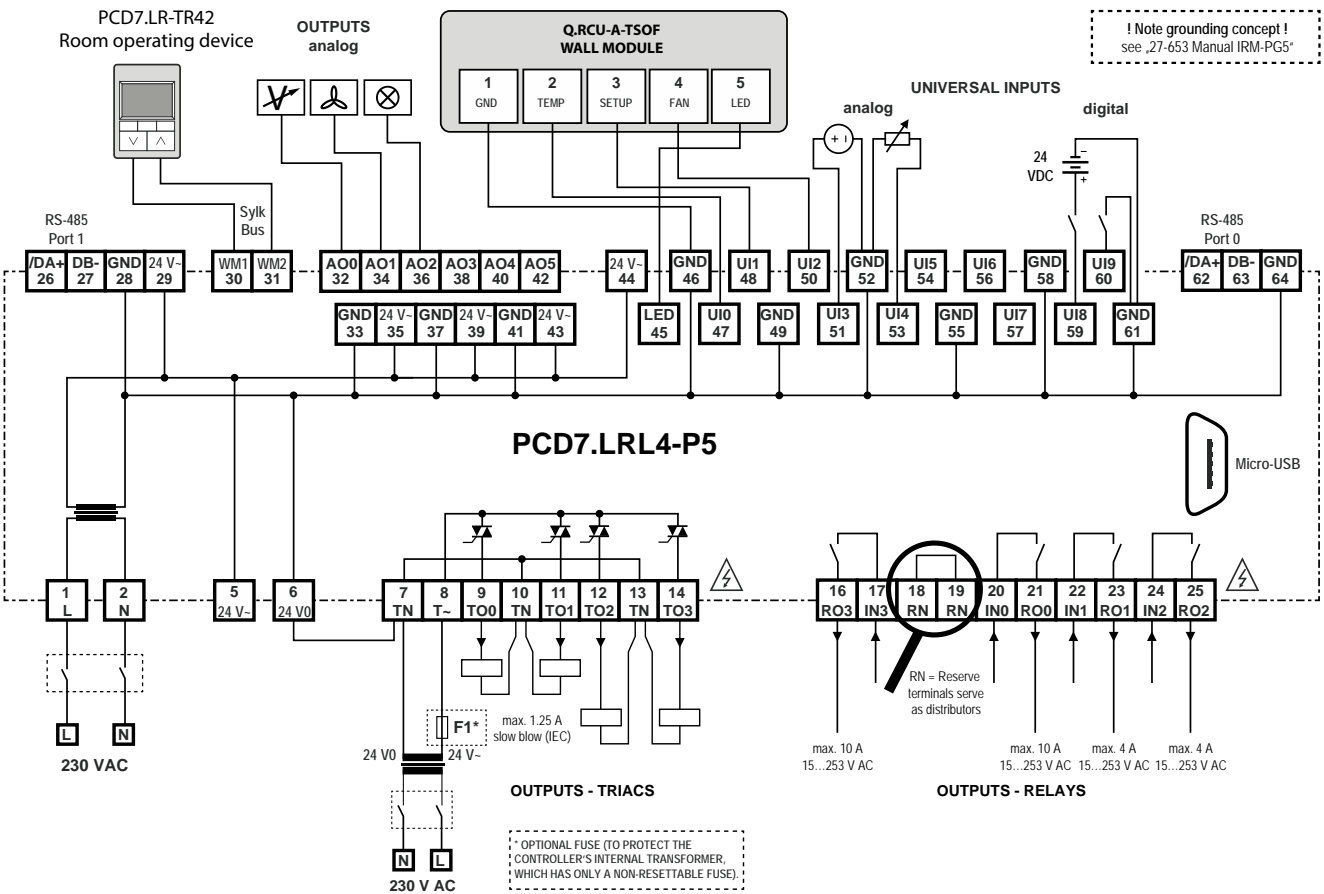 PCD7.LR-TR42
Room operating device
OUTPUTS
analog
Q.RCU-A-TSOF
WALL MODULE
1 2 3 4 5
GND TEMP SETUP FAN LED
! Note grounding concept !
see „27-653 Manual IRM-PG5“
UNIVERSAL INPUTS
analog
digital
24
VDC
RS-485
Port 1
Sylk
Bus
RS-485
Port 0
/DA+ DB- GND 24 V~
26 27 28 29
WM1 WM2
30 31
AO0 AO1 AO2 AO3 AO4 AO5
32 34 36 38 40 42
24 V~
44
GND
46
UI1
48
UI2
50
GND
52
UI5
54
UI6
56
GND
58
UI9
60
/DA+ DB- GND
62 63 64
GND 24 V~ GND 24 V~ GND 24 V~
33 35 37 39 41 43
LED
45
UI0
47
GND
49
UI3
51
UI4
53
GND
55
UI7
57
UI8
59
GND
61
PCD7.LRL4-P5
Micro-USB
1
L
2
N
5
24 V~
6
24 V0
7 8 9 10 11 12 13 14
TN T~ TO0 TN TO1 TO2 TN TO3
16 17 18 19 20 21 22 23 24 25
RO3 IN3 RN RN IN0 RO0 IN1 RO1 IN2 RO2
RN = Reserve
terminals serve
as distributors
L N
230 VAC
F1*
max. 1.25 A
slow blow (IEC)
24 V0 24 V~
max. 10 A
15...253 V AC
max. 10 A
15...253 V AC
max. 4 A
15...253 V AC
max. 4 A
15...253 V AC
OUTPUTS - TRIACS
OUTPUTS - RELAYS
N L
230 V AC
* OPTIONAL FUSE (TO PROTECT THE
CONTROLLER'S INTERNAL TRANSFORMER,
WHICH HAS ONLY A NON-RESETTABLE FUSE).